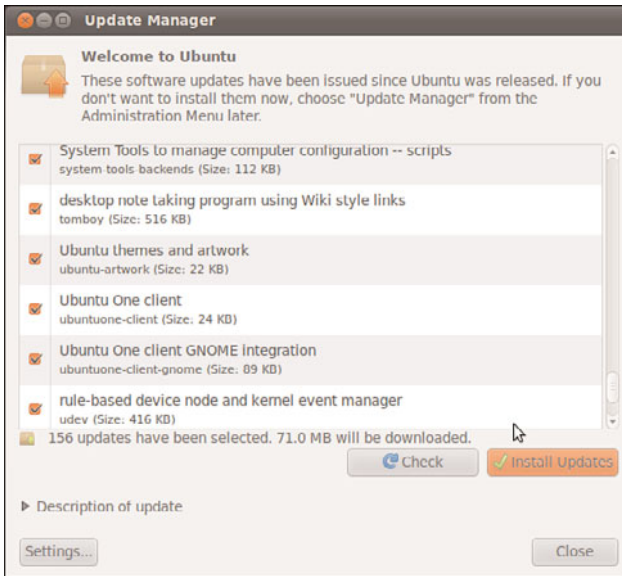 Update Manager
Welcome to Ubuntu
These software updates have been issued since Ubuntu was released. If you
don't want to install them now, choose "Update Manager" from the
Administration Menu later.
System Tools to manage computer configuration -- scripts
system-tools-backends (Size: 112 KB)
desktop note taking program using Wiki style links
tomboy (Size: 516 KB)
Ubuntu themes and artwork
ubuntu-artwork (Size: 22 KB)
Ubuntu One client
ubuntuone-client (Size: 24 KB)
Ubuntu One client GNOME integration
ubuntuone-client-gnome (Size: 89 KB)
rule-based device node and kernel event manager
udev (Size: 416 KB)
156 updates have been selected. 71.0 MB will be downloaded.
Check
Install Updates
Description of update
Settings...
Close